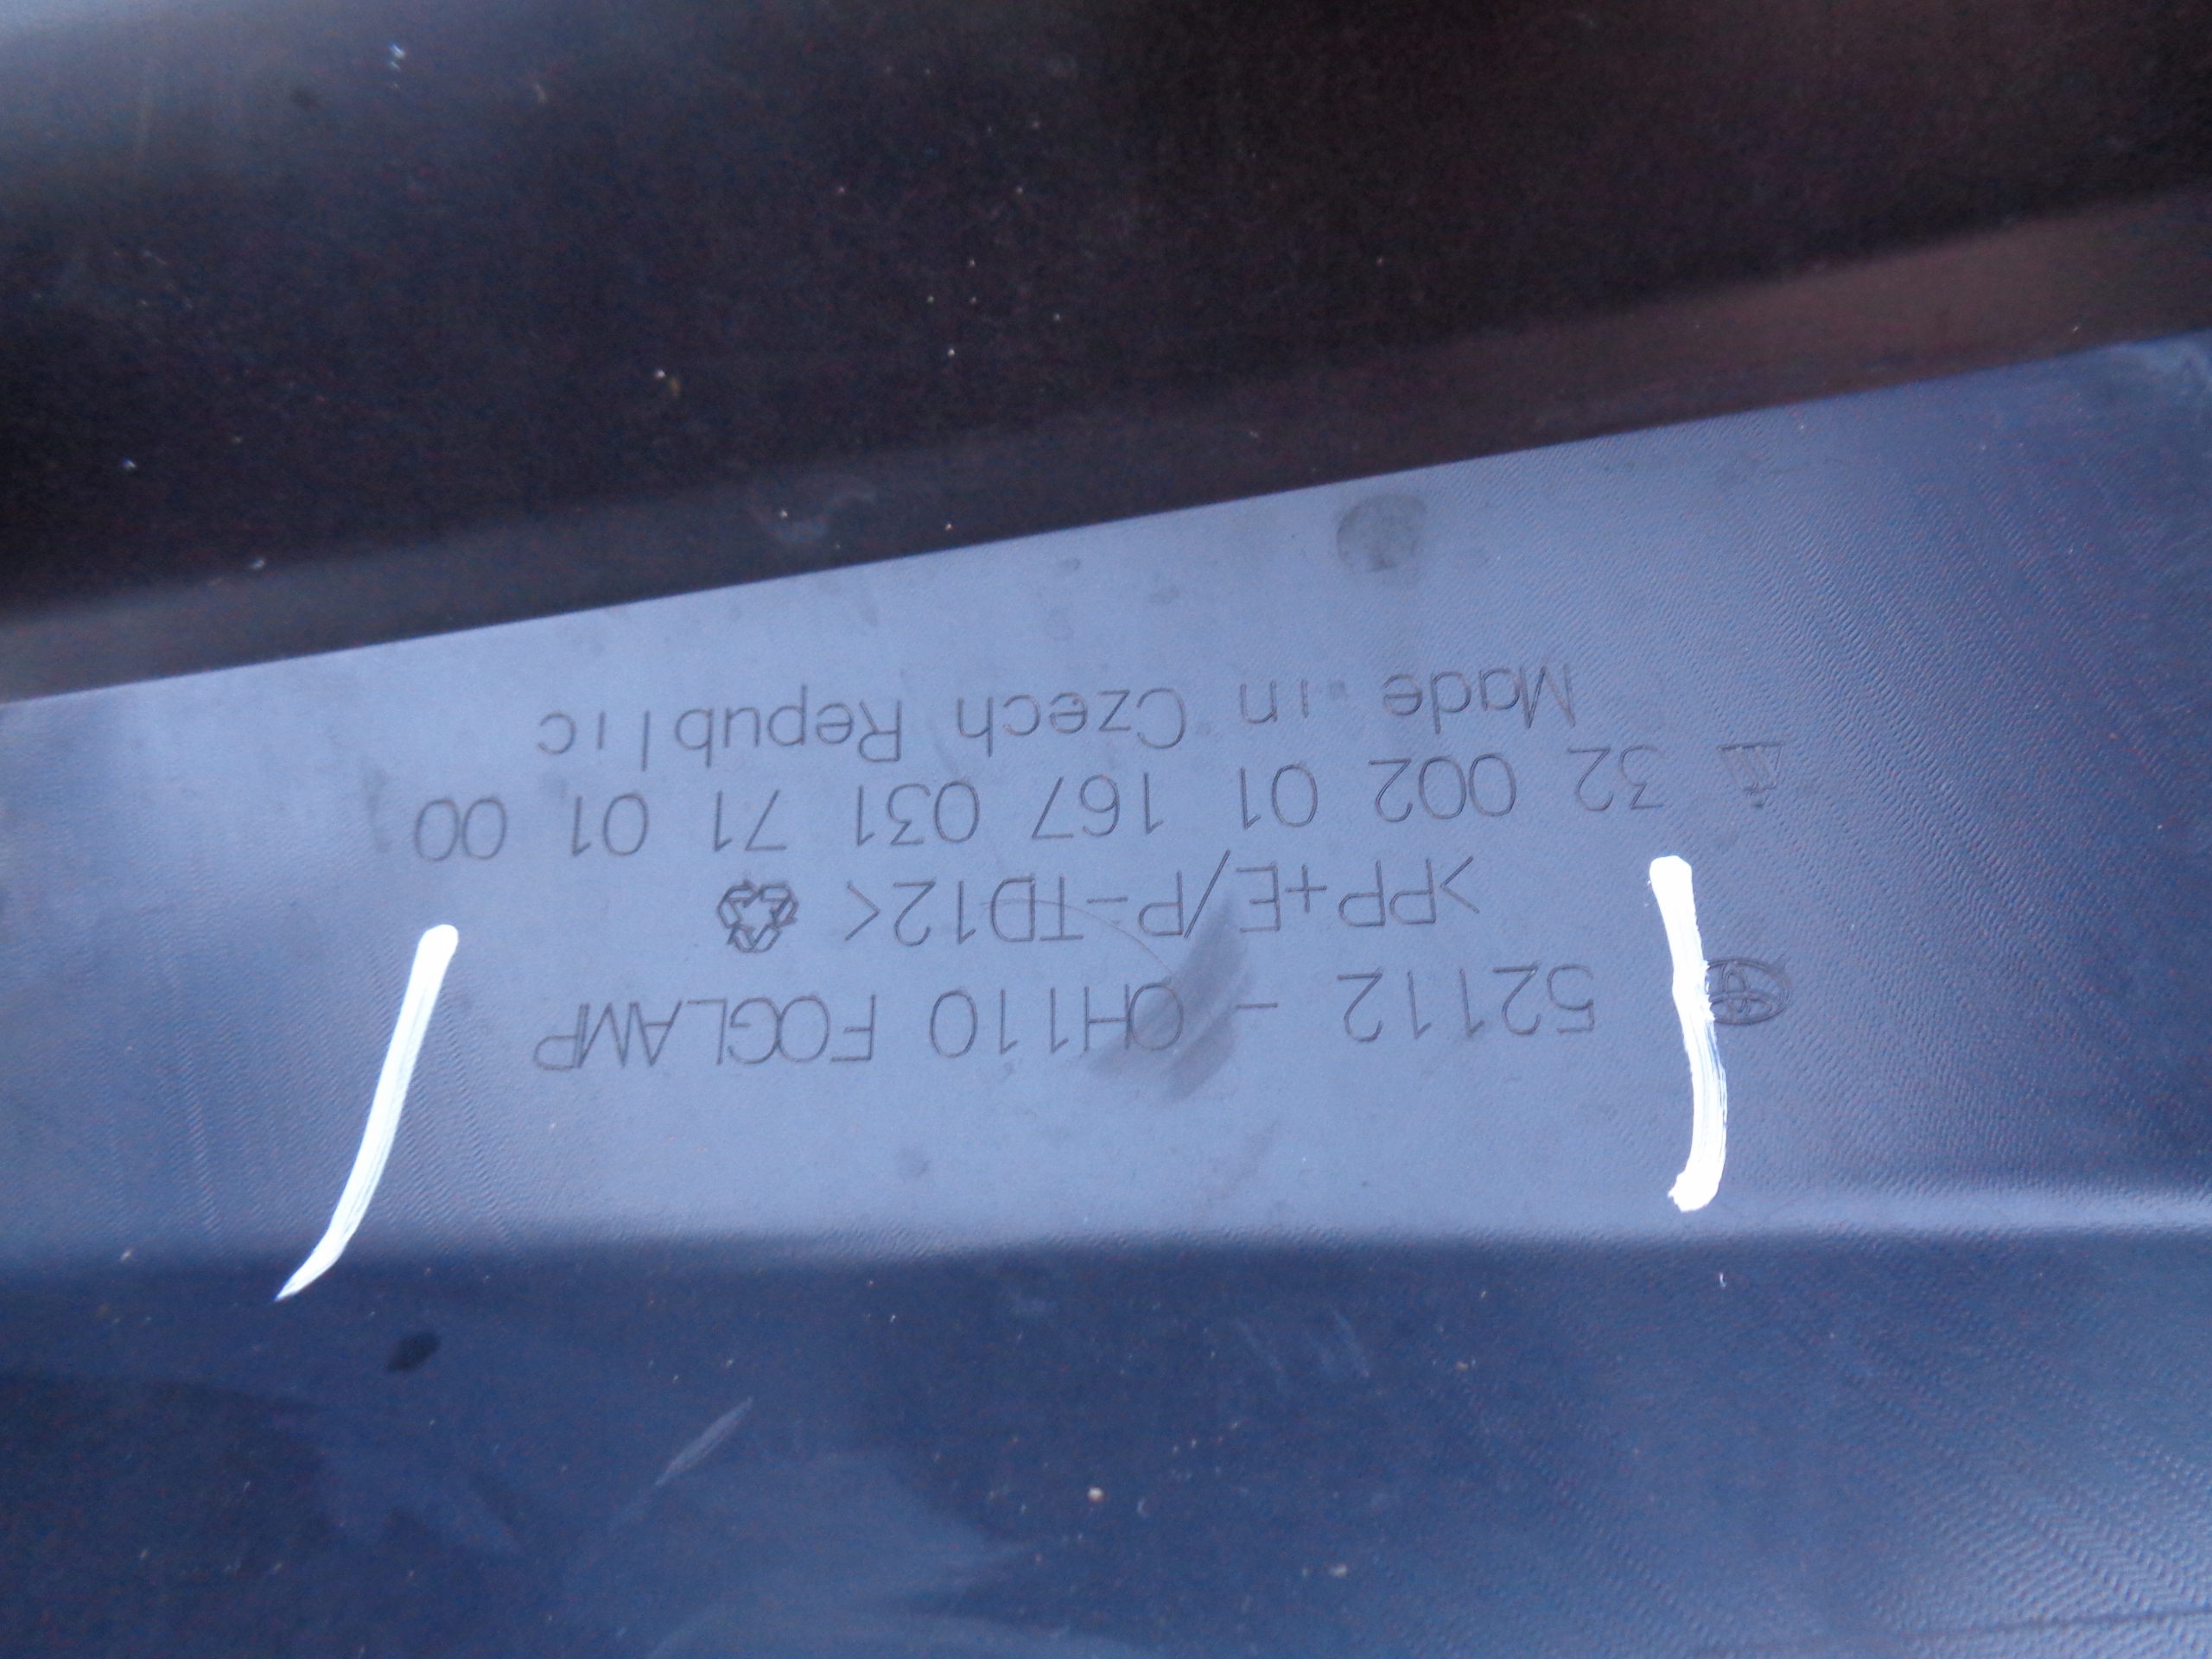 52112 - 0H110 FOGLAMP
>PP+E/P-TD12<
32 002 01 167 031 71 01 00
Made in Czech Republic